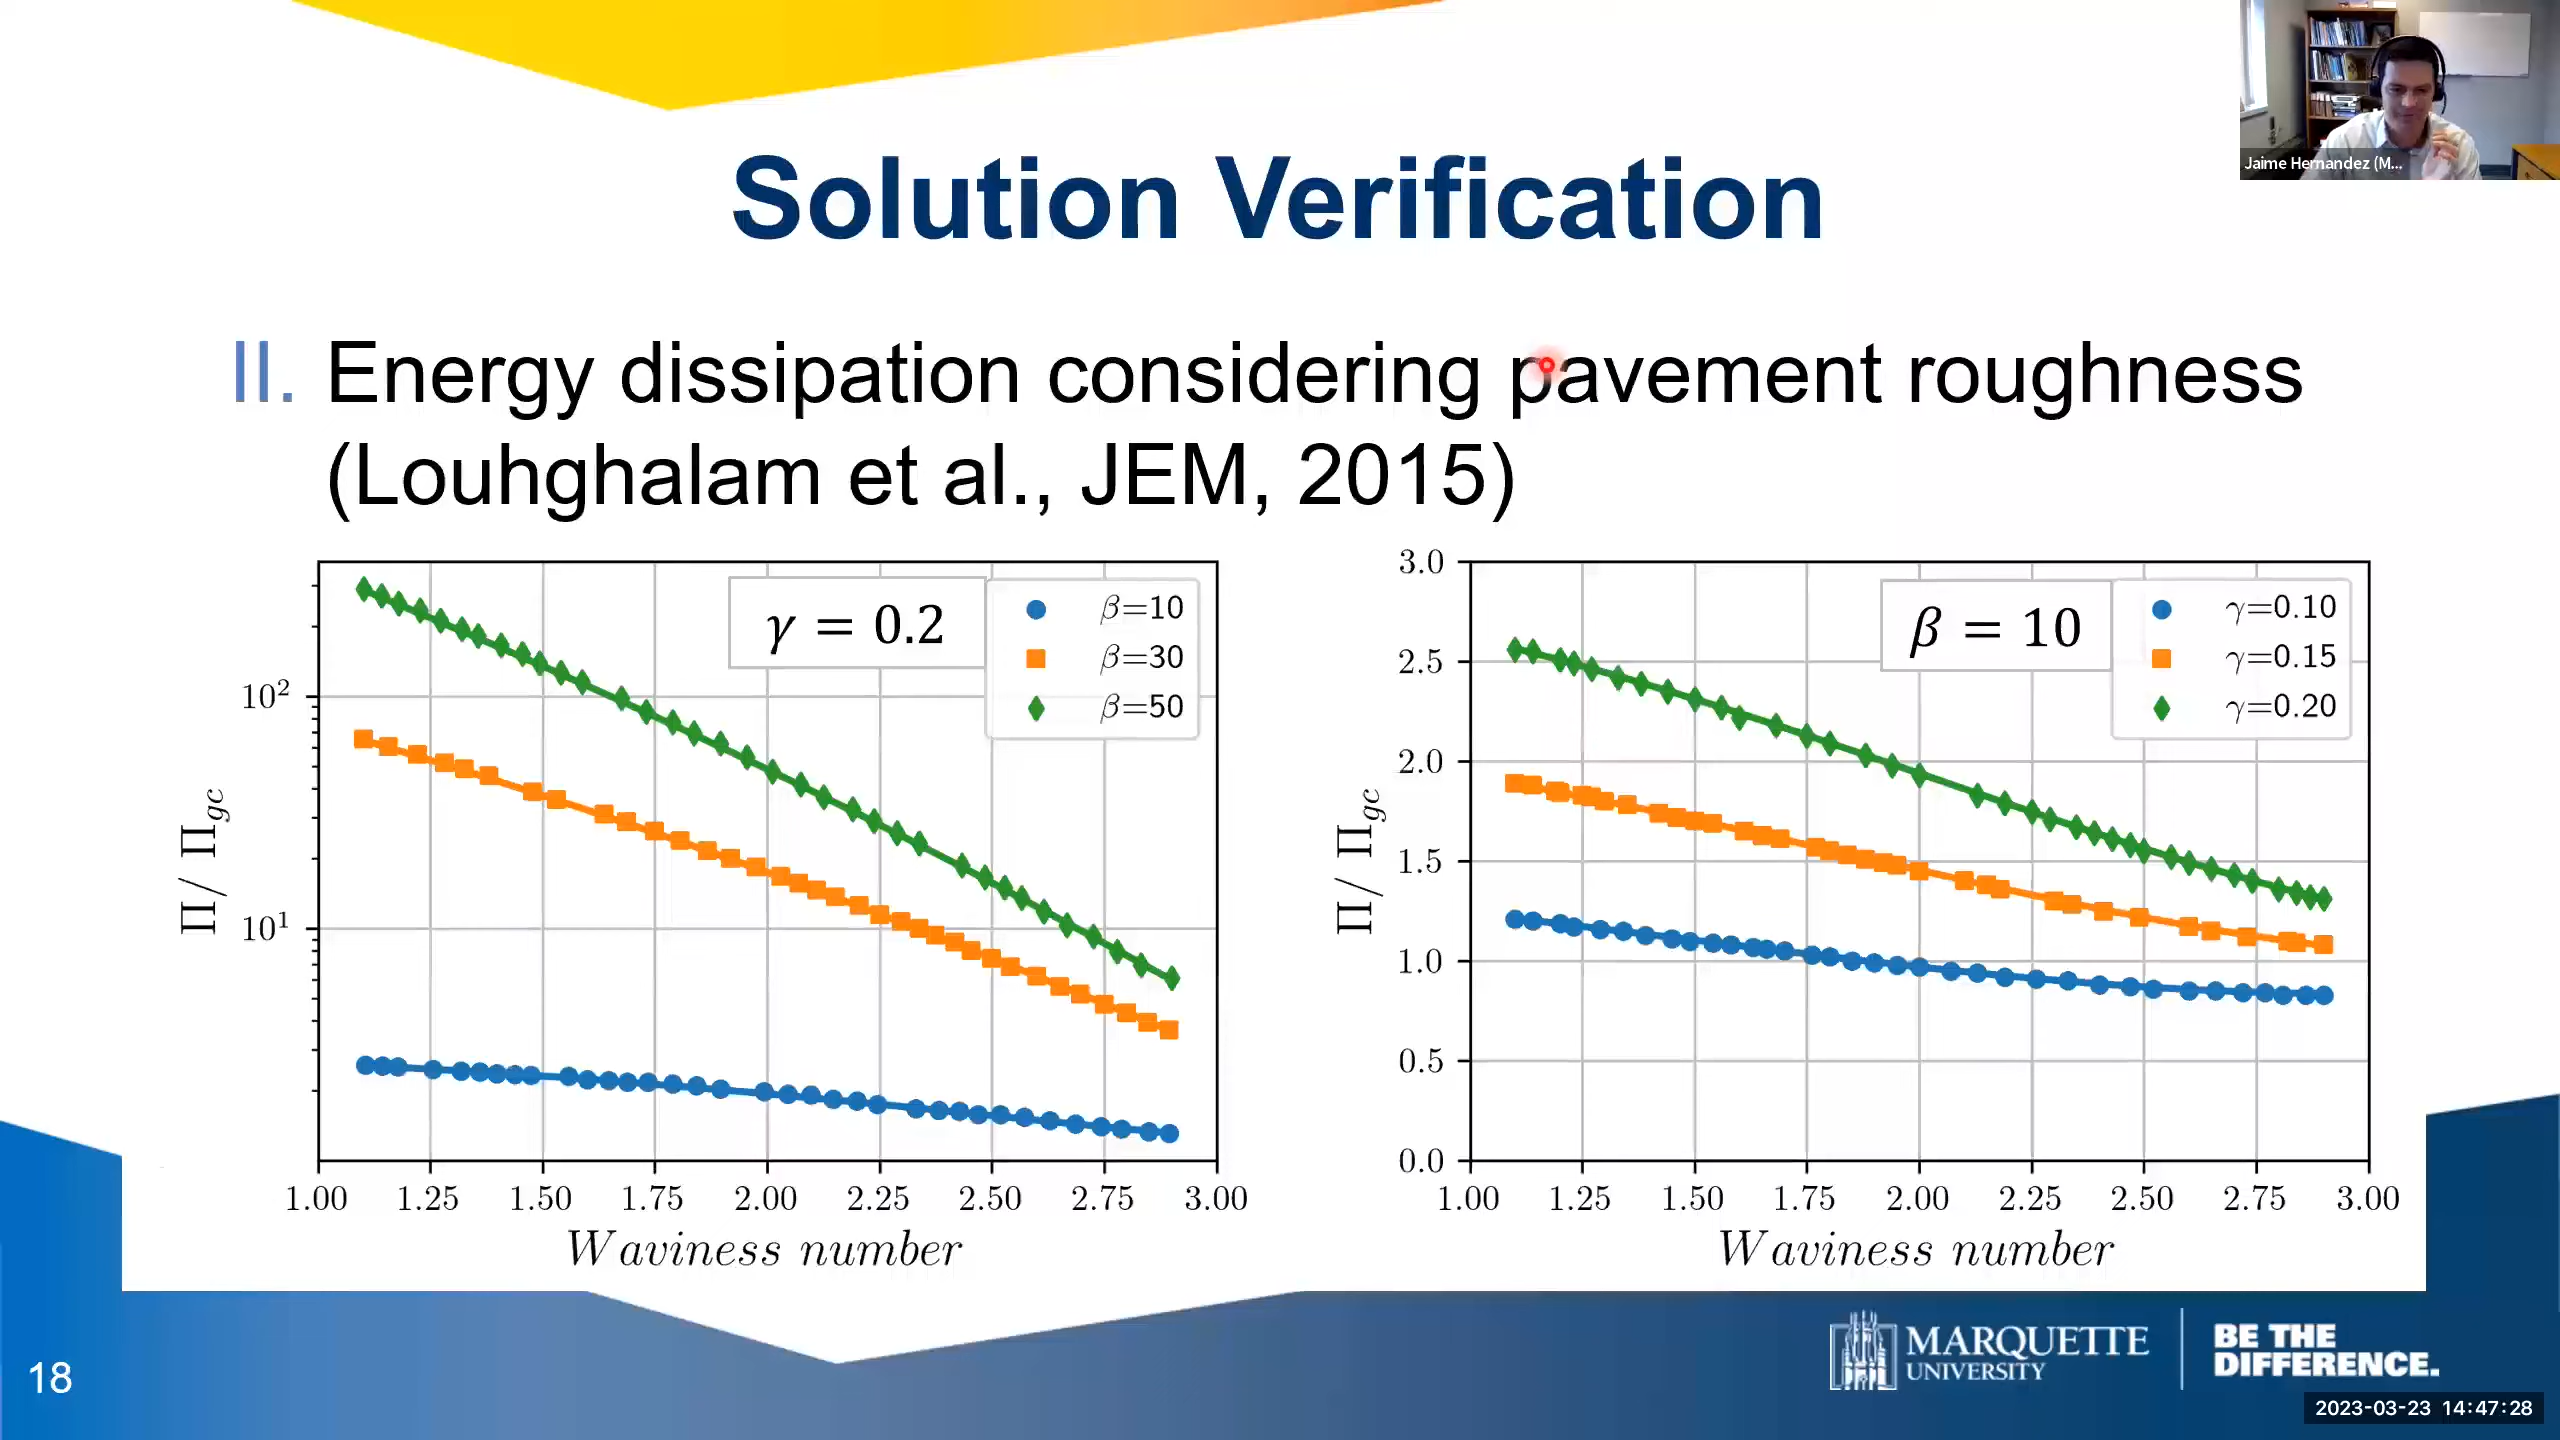 Jaime Hernandez (M...
Solution Verification
II. Energy dissipation considering pavement roughness
(Louhghalam et al., JEM, 2015)
γ = 0.2
β=10
β=30
β=50
10²
10¹
Π/ Π_gc
1.00 1.25 1.50 1.75 2.00 2.25 2.50 2.75 3.00
Waviness number
β = 10
γ=0.10
γ=0.15
γ=0.20
3.0
2.5
2.0
1.5
1.0
0.5
0.0
Π/ Π_gc
1.00 1.25 1.50 1.75 2.00 2.25 2.50 2.75 3.00
Waviness number
18
MARQUETTE
UNIVERSITY
BE THE
DIFFERENCE.
2023-03-23 14:47:28